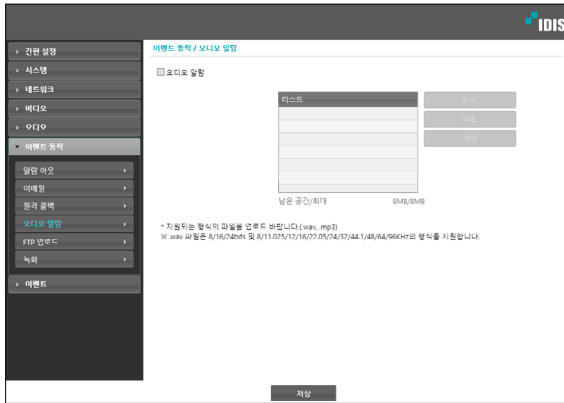 IDIS
간편 설정
시스템
네트워크
비디오
오디오
이벤트 동작
알람 아웃
이메일
원격 콜백
오디오 알람
FTP 업로드
녹화
이벤트
이벤트 동작 / 오디오 알람
오디오 알람
리스트
추가...
삭제...
재생
남은 공간/최대 8MB/8MB
* 지원되는 형식의 파일을 업로드 바랍니다.(.wav, .mp3)
※ .wav 파일은 8/16/24bits 및 8/11.025/12/16/22.05/24/32/44.1/48/64/96KHz의 형식을 지원합니다.
저장